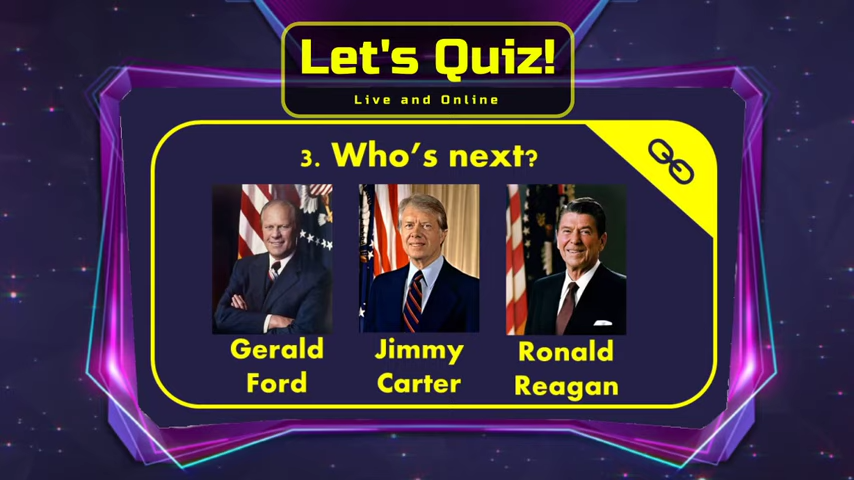 Let's Quiz!
Live and Online
3. Who's next?
Gerald
Ford
Jimmy
Carter
Ronald
Reagan